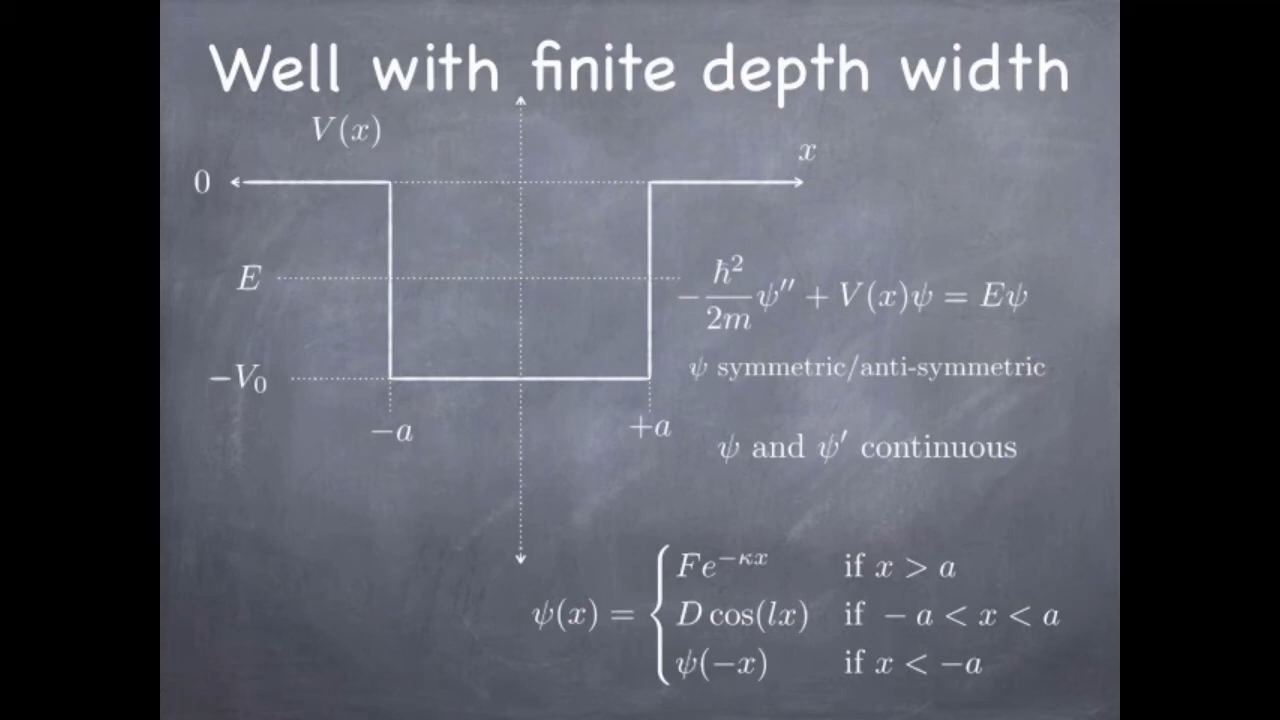 Well with finite depth width
V(x)
x
0
E
−ħ²/2m ψ″ + V(x)ψ = Eψ
ψ symmetric/anti-symmetric
−V₀
−a
+a
ψ and ψ′ continuous
ψ(x) = { Fe^{−κx} if x > a
D cos(lx) if − a < x < a
ψ(−x) if x < −a